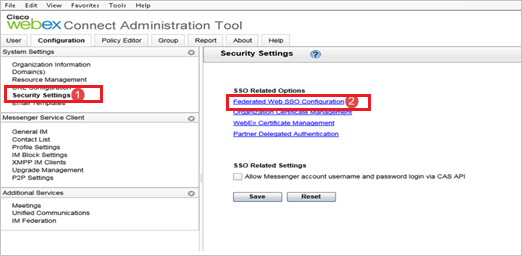 File Edit View Favorites Tools Help
Cisco
webex Connect Administration Tool
User Configuration Policy Editor Group Report About Help
System Settings
Organization Information
Domain(s)
Resource Management
URL Configuration
Security Settings 1
Email Templates
Messenger Service Client
General IM
Contact List
Profile Settings
IM Block Settings
XMPP IM Clients
Upgrade Management
P2P Settings
Additional Services
Meetings
Unified Communications
IM Federation
Security Settings ?
SSO Related Options
Federated Web SSO Configuration 2
Organization Certificate Management
WebEx Certificate Management
Partner Delegated Authentication
SSO Related Settings
Allow Messenger account username and password login via CAS API
Save Reset